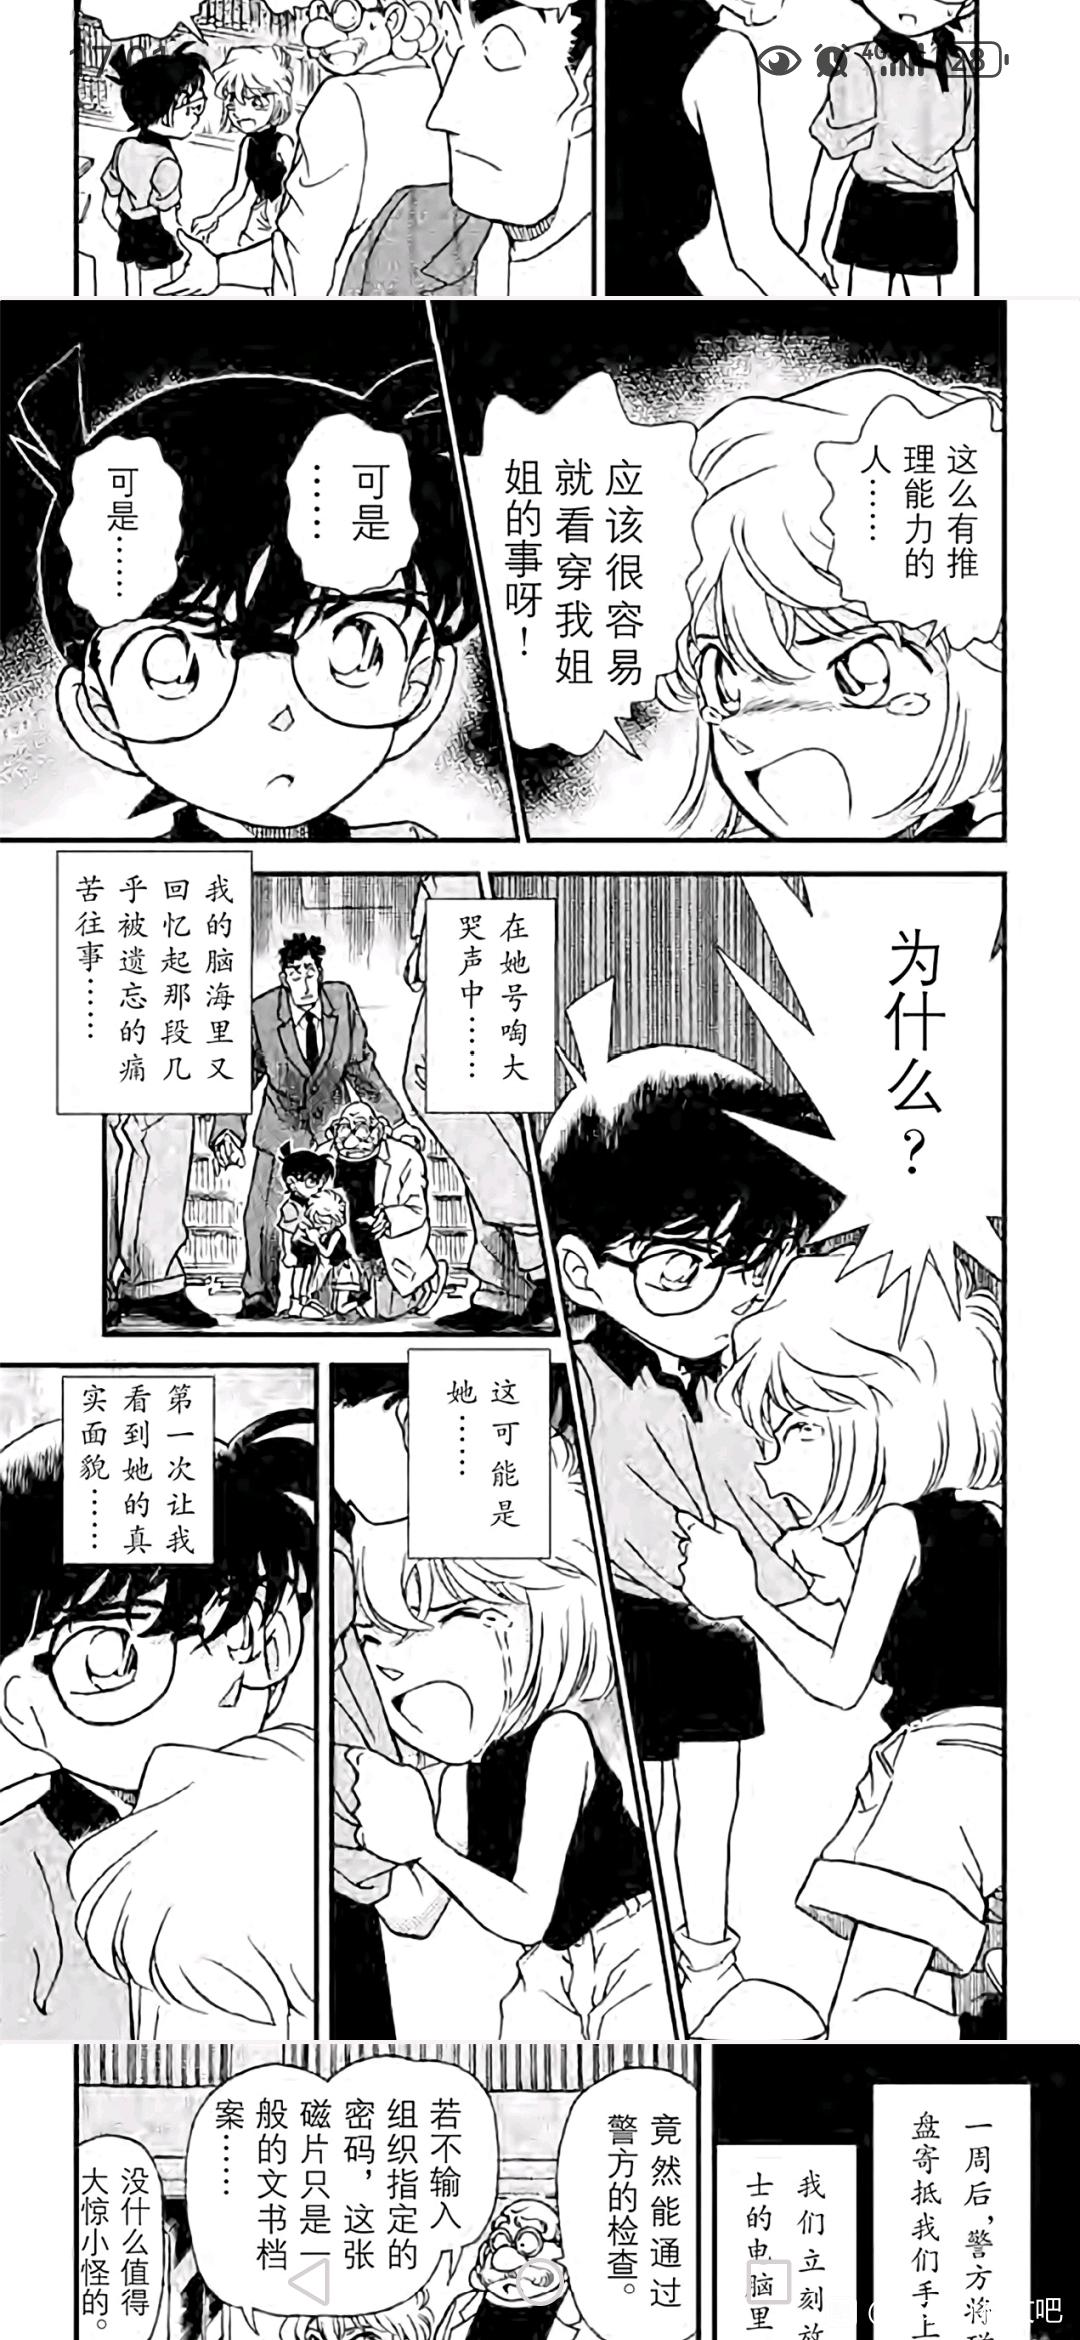 17:01
28
这么有推
理能力的
人……
应该很容易
就看穿我姐
姐的事呀！
可是
……
可是……
为什么？
在她号啕大
哭声中……
我的脑海里又
回忆起那段几
乎被遗忘的痛
苦往事……
这可能是
她……
第一次让我
看到她的真
实面貌……
一周后，警方将
盘寄抵我们手上
我们立刻放
士的电脑里
竟然能通过
警方的检查。
若不输入
组织指定的
密码，这张
磁片只是一
般的文书档
案……
没什么值得
大惊小怪的。
吧